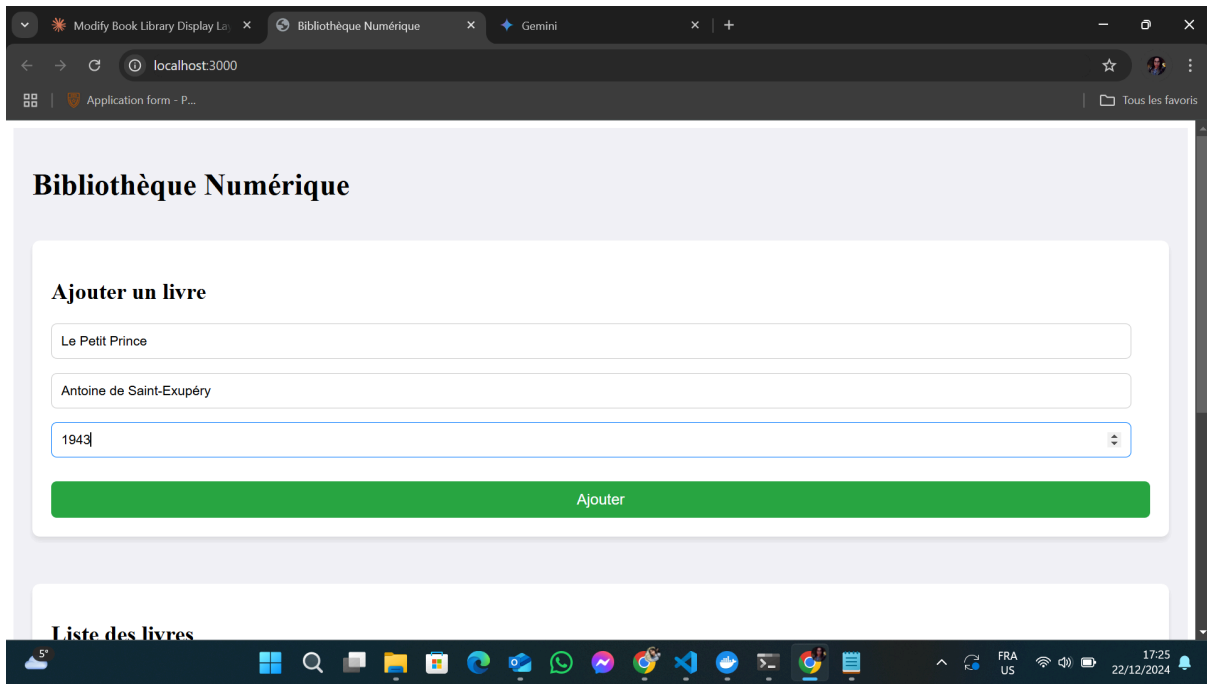 Modify Book Library Display La
Bibliothèque Numérique
Gemini
localhost:3000
Application form - P...
Tous les favoris
Bibliothèque Numérique
Ajouter un livre
Le Petit Prince
Antoine de Saint-Exupéry
1943
Ajouter
Liste des livres
5°
FRA
US
17:25
22/12/2024